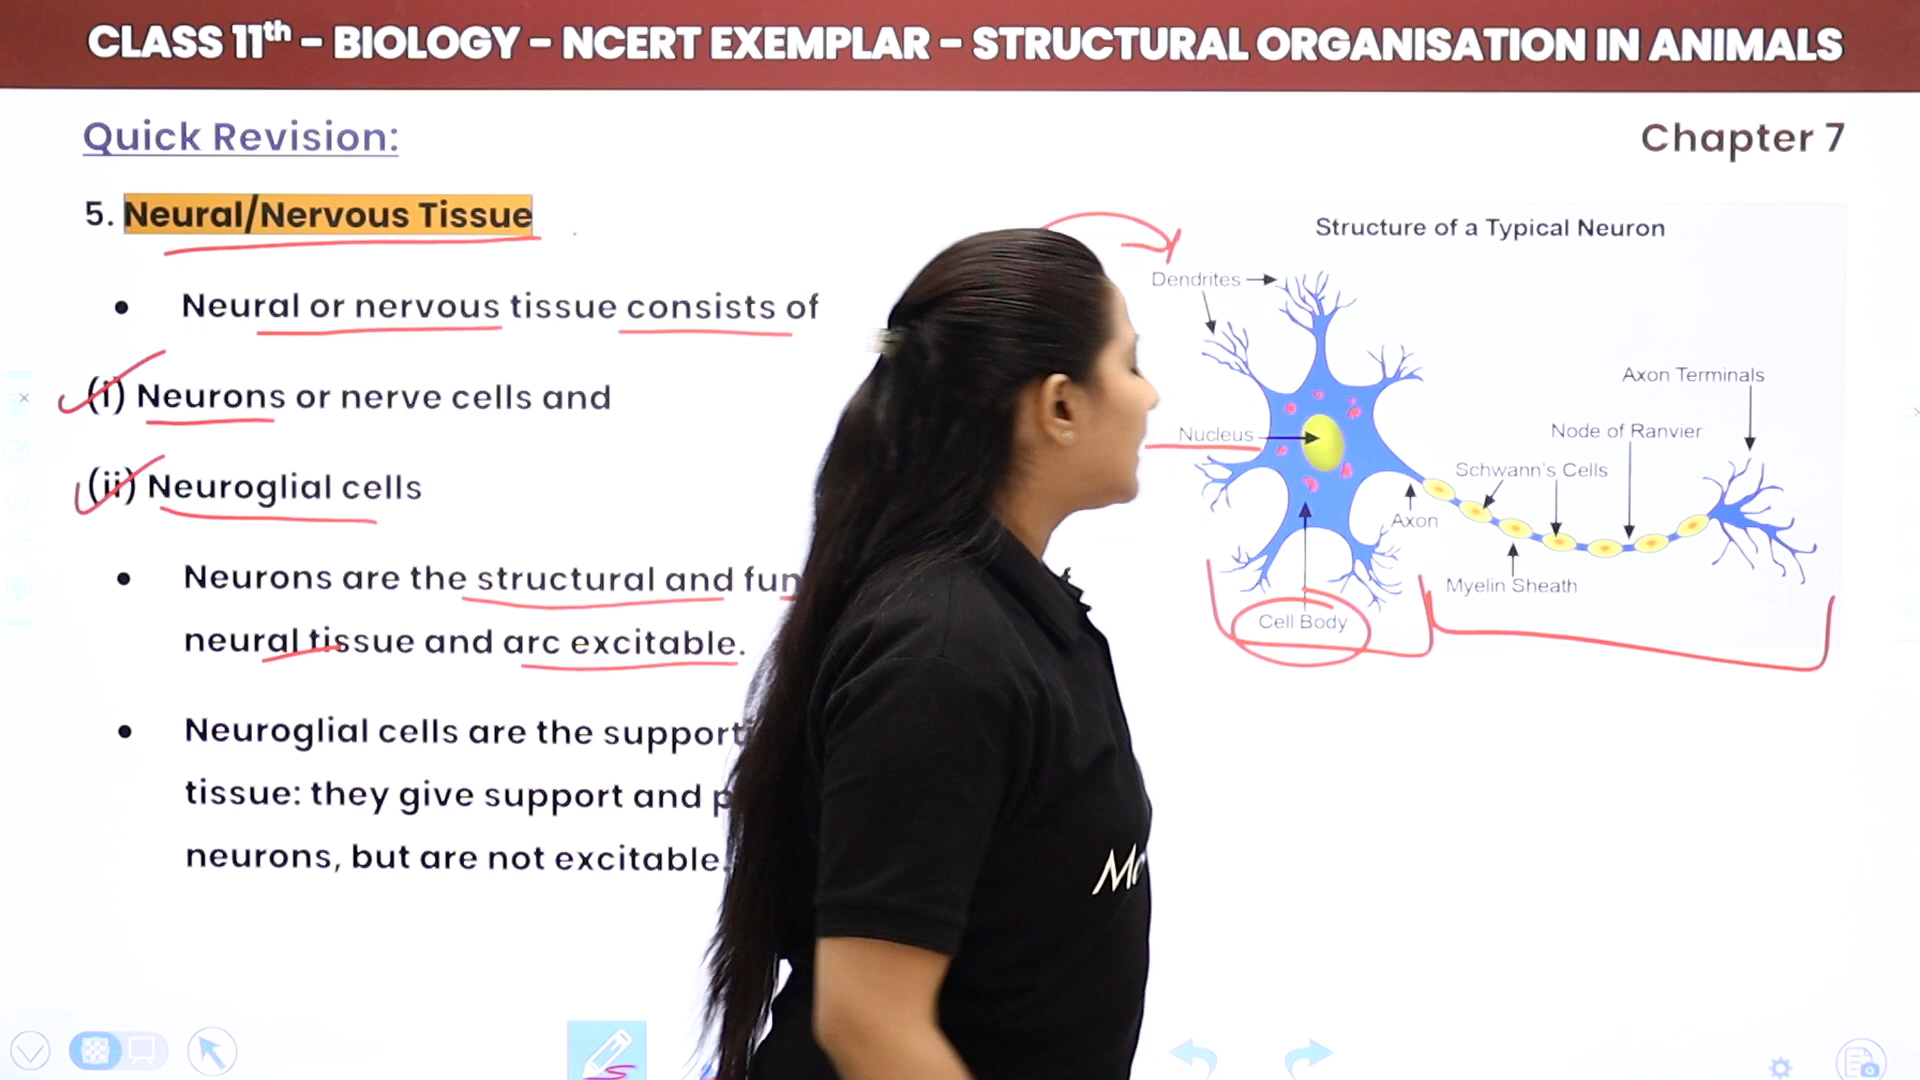 CLASS 11th – BIOLOGY – NCERT EXEMPLAR – STRUCTURAL ORGANISATION IN ANIMALS
Quick Revision:
Chapter 7
5. Neural/Nervous Tissue
• Neural or nervous tissue consists of
(i) Neurons or nerve cells and
(ii) Neuroglial cells
• Neurons are the structural and
neural tissue and arc excitable.
• Neuroglial cells are the
tissue: they give support and
neurons, but are not excitable.
Structure of a Typical Neuron
Dendrites
Axon Terminals
Nucleus
Node of Ranvier
Schwann's Cells
Axon
Myelin Sheath
Cell Body